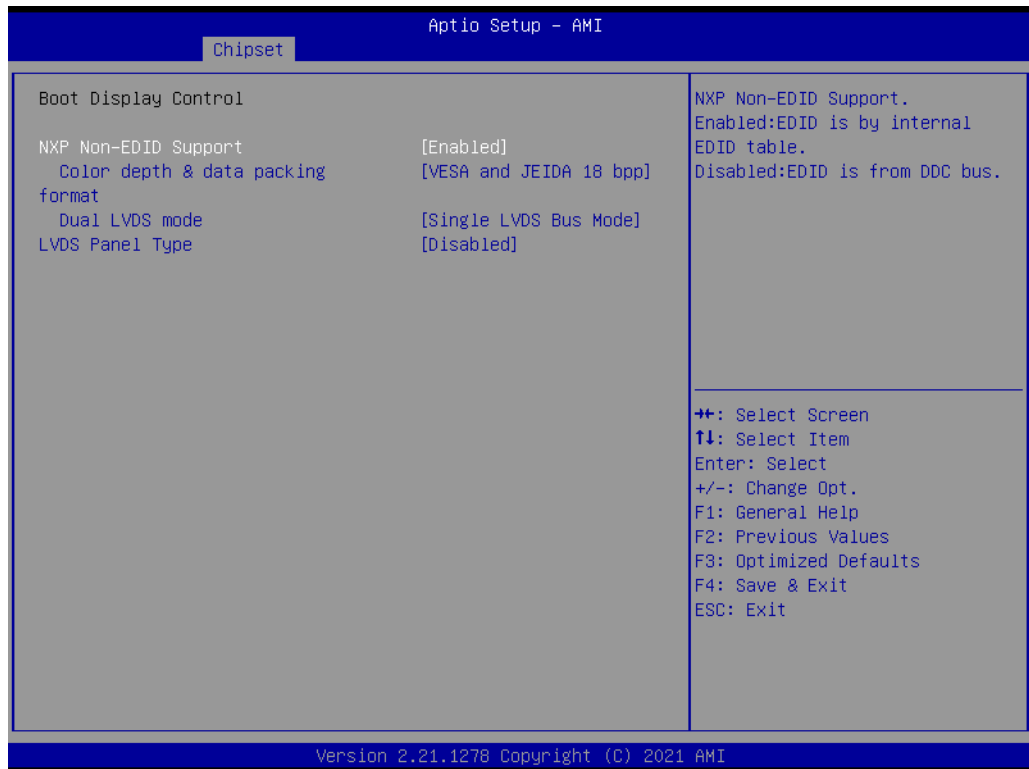 Aptio Setup – AMI
Chipset
Boot Display Control
NXP Non-EDID Support [Enabled]
Color depth & data packing [VESA and JEIDA 18 bpp]
format
Dual LVDS mode [Single LVDS Bus Mode]
LVDS Panel Type [Disabled]
NXP Non-EDID Support.
Enabled:EDID is by internal
EDID table.
Disabled:EDID is from DDC bus.
→←: Select Screen
↑↓: Select Item
Enter: Select
+/-: Change Opt.
F1: General Help
F2: Previous Values
F3: Optimized Defaults
F4: Save & Exit
ESC: Exit
Version 2.21.1278 Copyright (C) 2021 AMI